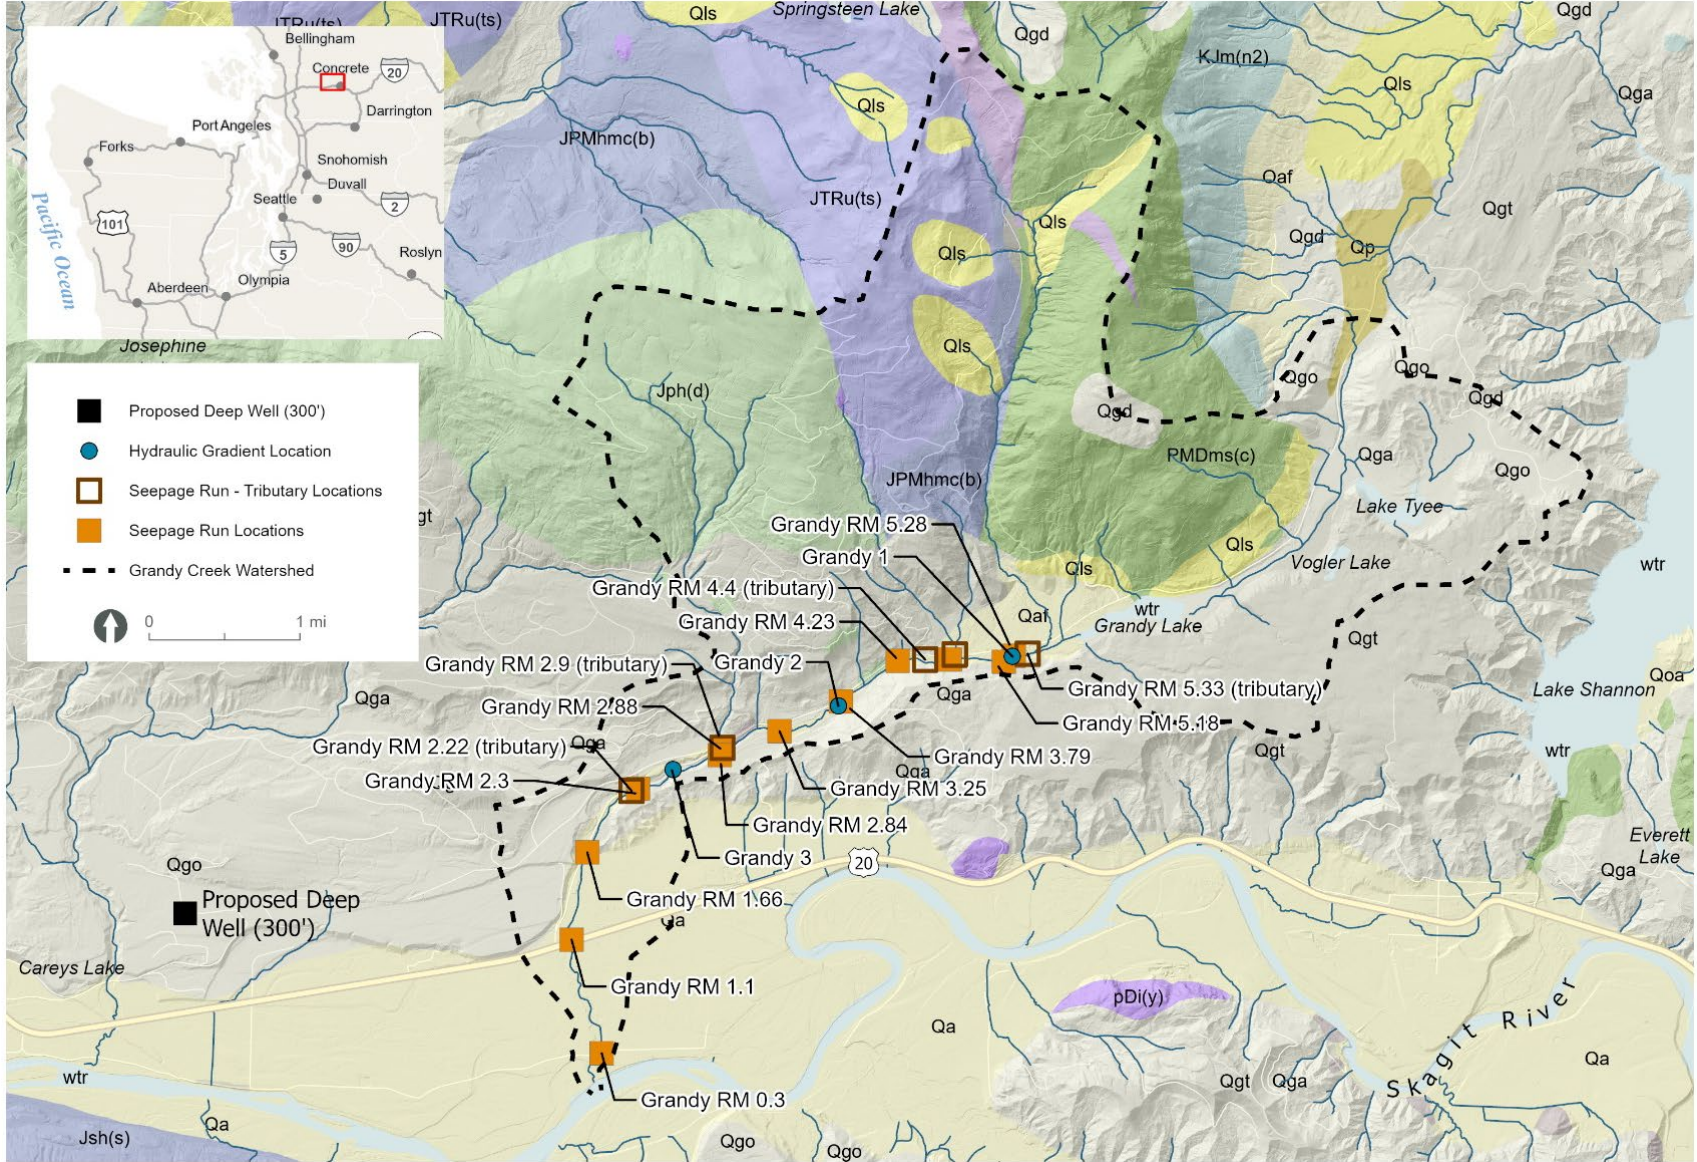 JTRu(ts)
JTRu(ts)
Qls
Springsteen Lake
Qgd
Qgd
Bellingham
Concrete
20
Darrington
Port Angeles
Forks
Snohomish
Duvall
Seattle
2
101
90
5
Roslyn
Olympia
Aberdeen
Pacific Ocean
KJm(n2)
Qls
Qga
Qls
JPMhmc(b)
JTRu(ts)
Qaf
Qgt
Qls
Qgd
Qp
Qls
Qls
Josephine
Jph(d)
Qgo
Qgo
Qgd
Qgd
PMDms(c)
Qga
Qgo
JPMhmc(b)
Lake Tyee
Proposed Deep Well (300')
Hydraulic Gradient Location
Seepage Run - Tributary Locations
Seepage Run Locations
Grandy Creek Watershed
0
1 mi
gt
Grandy RM 5.28
Grandy 1
Qls
Qls
Vogler Lake
wtr
Grandy RM 4.4 (tributary)
Grandy RM 4.23
Qaf
wtr
Grandy Lake
Qgt
Grandy RM 2.9 (tributary)
Grandy 2
Qoa
Qga
Qga
Grandy RM 5.33 (tributary)
Lake Shannon
Grandy RM 2.88
Grandy RM 5.18
Grandy RM 2.22 (tributary)
Qga
Qgt
wtr
Grandy RM 3.79
Qga
Grandy RM 2.3
Grandy RM 3.25
Grandy RM 2.84
Grandy 3
20
Everett
Lake
Qga
Qgo
Proposed Deep
Well (300')
Grandy RM 1.66
Qa
Careys Lake
Grandy RM 1.1
pDi(y)
Qa
Skagit River
Qa
wtr
Qgt
Qga
Grandy RM 0.3
Qa
Jsh(s)
Qgo
Qgo